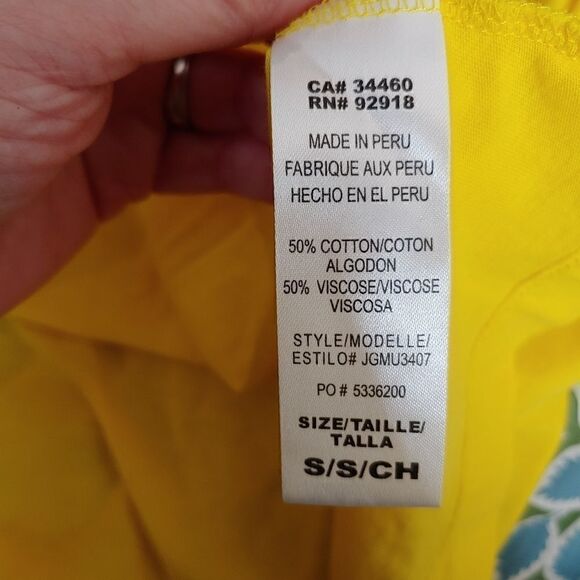 CA# 34460
RN# 92918
MADE IN PERU
FABRIQUE AUX PERU
HECHO EN EL PERU
50% COTTON/COTON
ALGODON
50% VISCOSE/VISCOSE
VISCOSA
STYLE/MODELLE/
ESTILO# JGMU3407
PO # 5336200
SIZE/TAILLE/
TALLA
S/S/CH